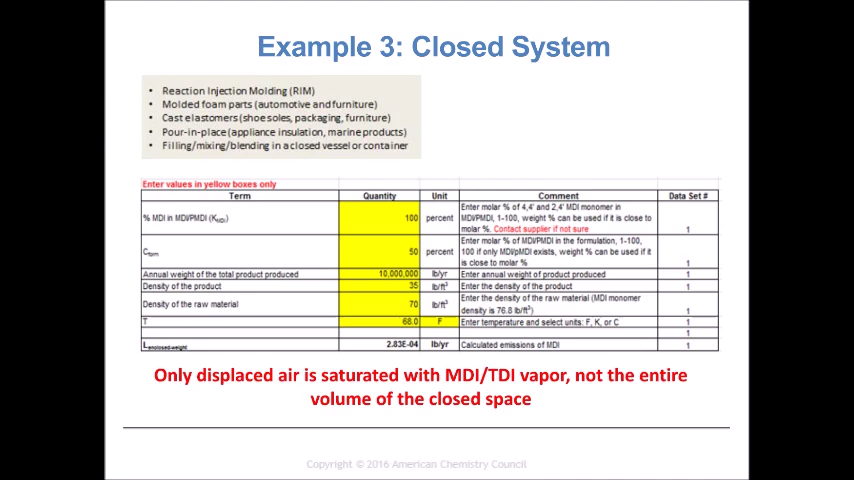 Example 3: Closed System
• Reaction Injection Molding (RIM)
• Molded foam parts (automotive and furniture)
• Cast elastomers (shoe soles, packaging, furniture)
• Pour-in-place (appliance insulation, marine products)
• Filling/mixing/blending in a closed vessel or container
Enter values in yellow boxes only
Term Quantity Unit Comment Data Set #
% MDI in MDI/PMDI (KMDI) 100 percent Enter molar % of 4,4' and 2,4' MDI monomer in
MDI/PMDI, 1-100, weight % can be used if it is close to
molar %. Contact supplier if not sure 1
Cform 50 percent Enter molar % of MDI/PMDI in the formulation, 1-100,
100 if only MDI/pMDI exists, weight % can be used if it
is close to molar % 1
Annual weight of the total product produced 10,000,000 lb/yr Enter annual weight of product produced 1
Density of the product 35 lb/ft³ Enter the density of the product 1
Density of the raw material 70 lb/ft³ Enter the density of the raw material (MDI monomer
density is 76.8 lb/ft³) 1
T 68.0 F Enter temperature and select units: F, K, or C 1
1
Lenclosed-weight 2.83E-04 lb/yr Calculated emissions of MDI 1
Only displaced air is saturated with MDI/TDI vapor, not the entire
volume of the closed space
Copyright © 2016 American Chemistry Council